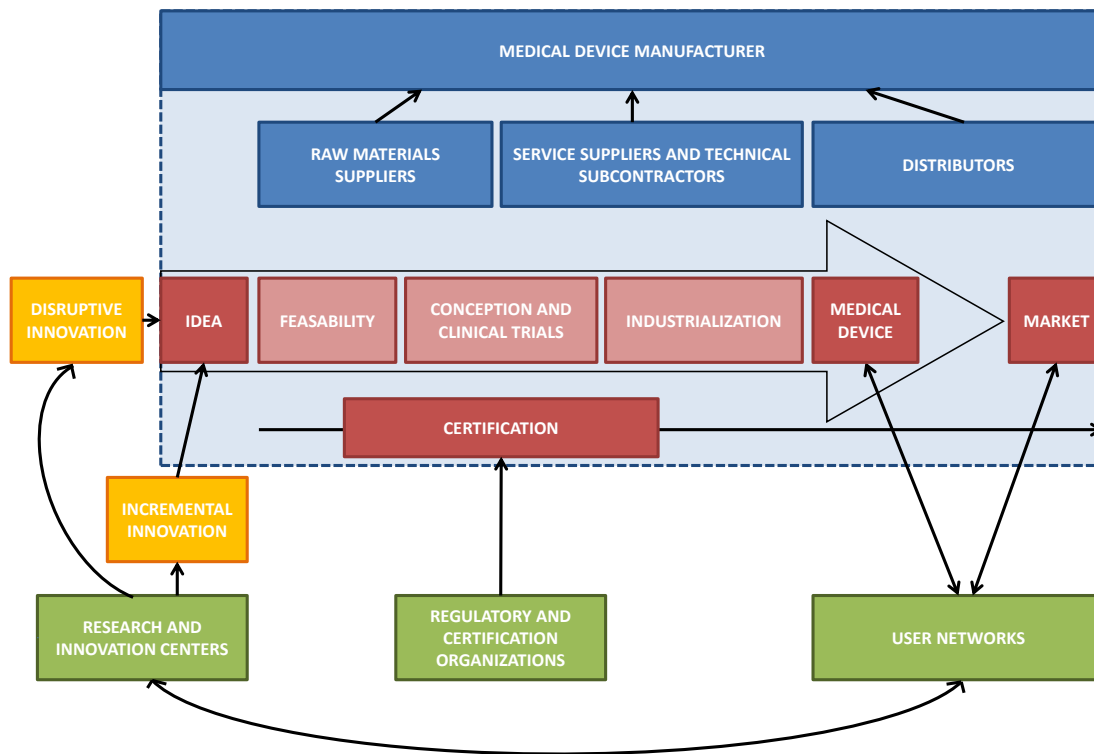 MEDICAL DEVICE MANUFACTURER
RAW MATERIALS
SUPPLIERS
SERVICE SUPPLIERS AND TECHNICAL
SUBCONTRACTORS
DISTRIBUTORS
DISRUPTIVE
INNOVATION
IDEA
FEASABILITY
CONCEPTION AND
CLINICAL TRIALS
INDUSTRIALIZATION
MEDICAL
DEVICE
MARKET
CERTIFICATION
INCREMENTAL
INNOVATION
RESEARCH AND
INNOVATION CENTERS
REGULATORY AND
CERTIFICATION
ORGANIZATIONS
USER NETWORKS